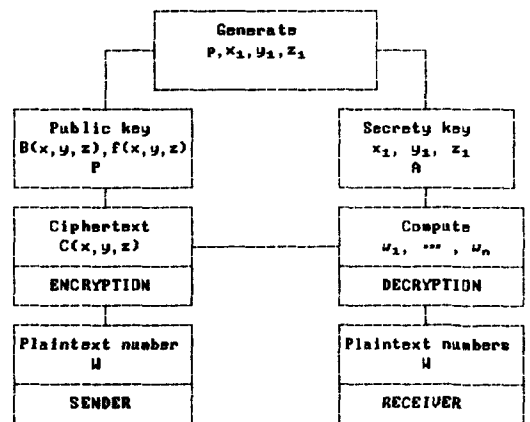 Generate
p,x₁,y₁,z₁
Public key
B(x,y,z),f(x,y,z)
P
Secrety key
x₁, y₁, z₁
A
Ciphertext
C(x,y,z)
ENCRYPTION
Compute
w₁, ... , wₙ
DECRYPTION
Plaintext number
W
SENDER
Plaintext numbers
W
RECEIVER